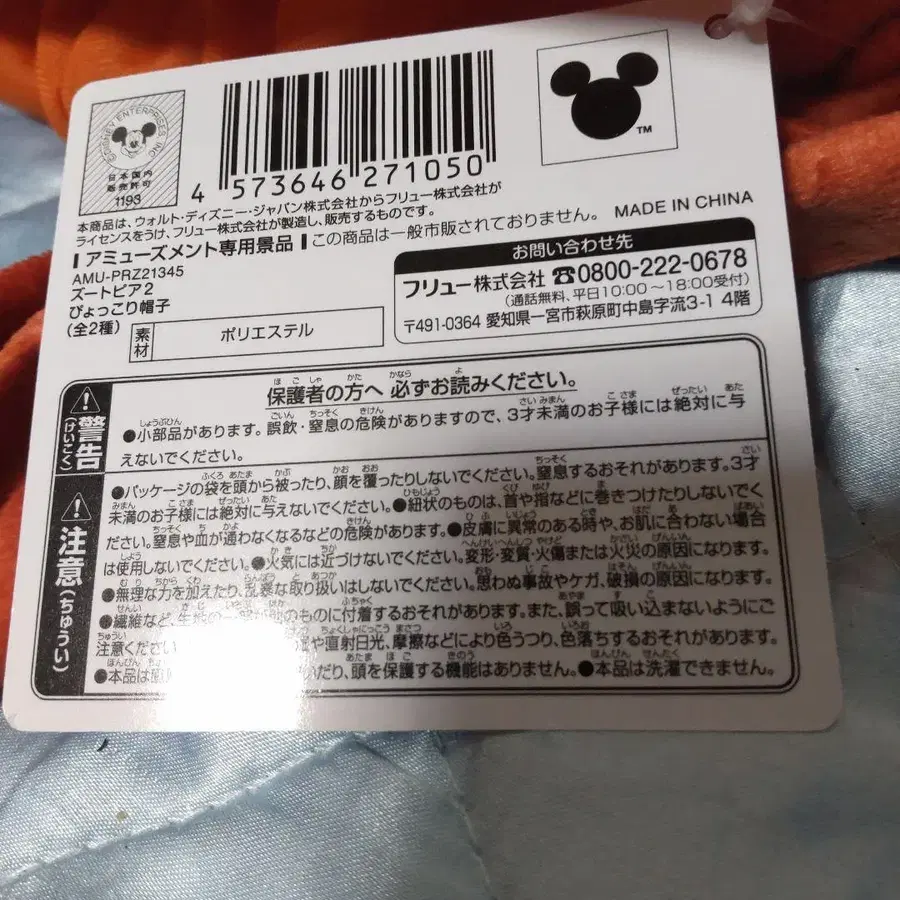 ©DISNEY ENTERPRISES INC
日本国内
販売許可
1193
4 573646 271050
TM
本商品は、ウォルト・ディズニー・ジャパン株式会社からフリュー株式会社が
ライセンスをうけ、フリュー株式会社が製造し、販売するものです。
アミューズメント専用景品 この商品は一般市販されておりません。 MADE IN CHINA
AMU-PRZ21345
ズートピア2
ぴょっこり帽子
(全2種)
素材 ポリエステル
お問い合わせ先
フリュー株式会社 ☎0800-222-0678
(通話無料、平日10:00〜18:00受付)
〒491-0364 愛知県一宮市萩原町中島字流3-1 4階
保護者の方へ 必ずお読みください。
警告(けいこく)
●小部品があります。誤飲・窒息の危険がありますので、3才未満のお子様には絶対に与
えないでください。
注意(ちゅうい)
●パッケージの袋を頭から被ったり、顔を覆ったりしないでください。窒息するおそれがあります。3才
未満のお子様には絶対に与えないでください。●紐状のものは、首や指などに巻きつけたりしないでく
ださい。窒息や血が通わなくなるなどの危険があります。●皮膚に異常のある時や、お肌に合わない場合
は使用しないでください。●火気には近づけないでください。変形・変質・火傷または火災の原因になります。
●無理な力を加えたり、乱暴な取り扱いはしないでください。思わぬ事故やケガ、破損の原因になります。
●繊維など、生地の一部が他のものに付着するおそれがあります。また、誤って吸い込まないようにご
注意ください
や直射日光、摩擦などにより色うつり、色落ちするおそれがあります。
●本品は
いだり、頭を保護する機能はありません。●本品は洗濯できません。